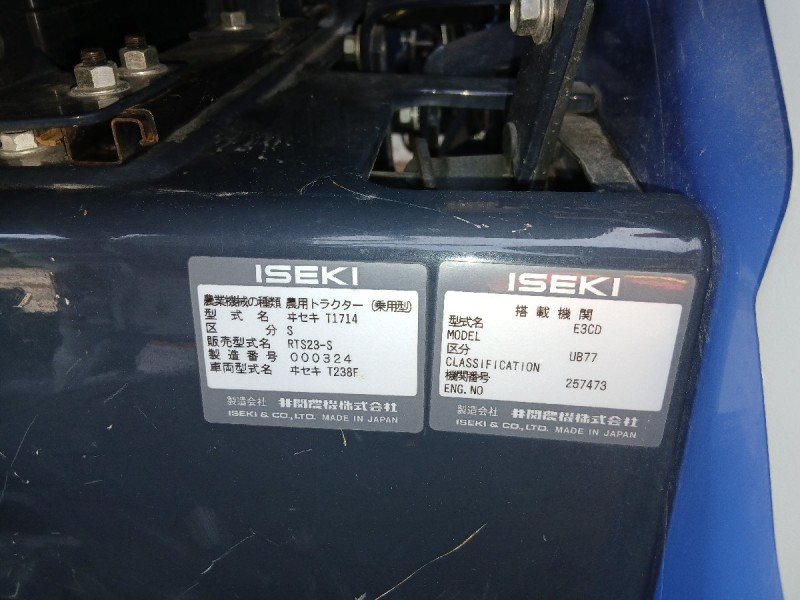 ISEKI
農業機械の種類 農用トラクター (乗用型)
型式名 ヰセキ T1714
区分 S
販売型式名 RTS23-S
製造番号 000324
車両型式名 ヰセキ T238F
製造会社 井関農機株式会社
ISEKI & CO.,LTD. MADE IN JAPAN
ISEKI
搭載機関
型式名 E3CD
MODEL
区分 UB77
CLASSIFICATION
機関番号 257473
ENG.NO
製造会社 井関農機株式会社
ISEKI & CO.,LTD. MADE IN JAPAN